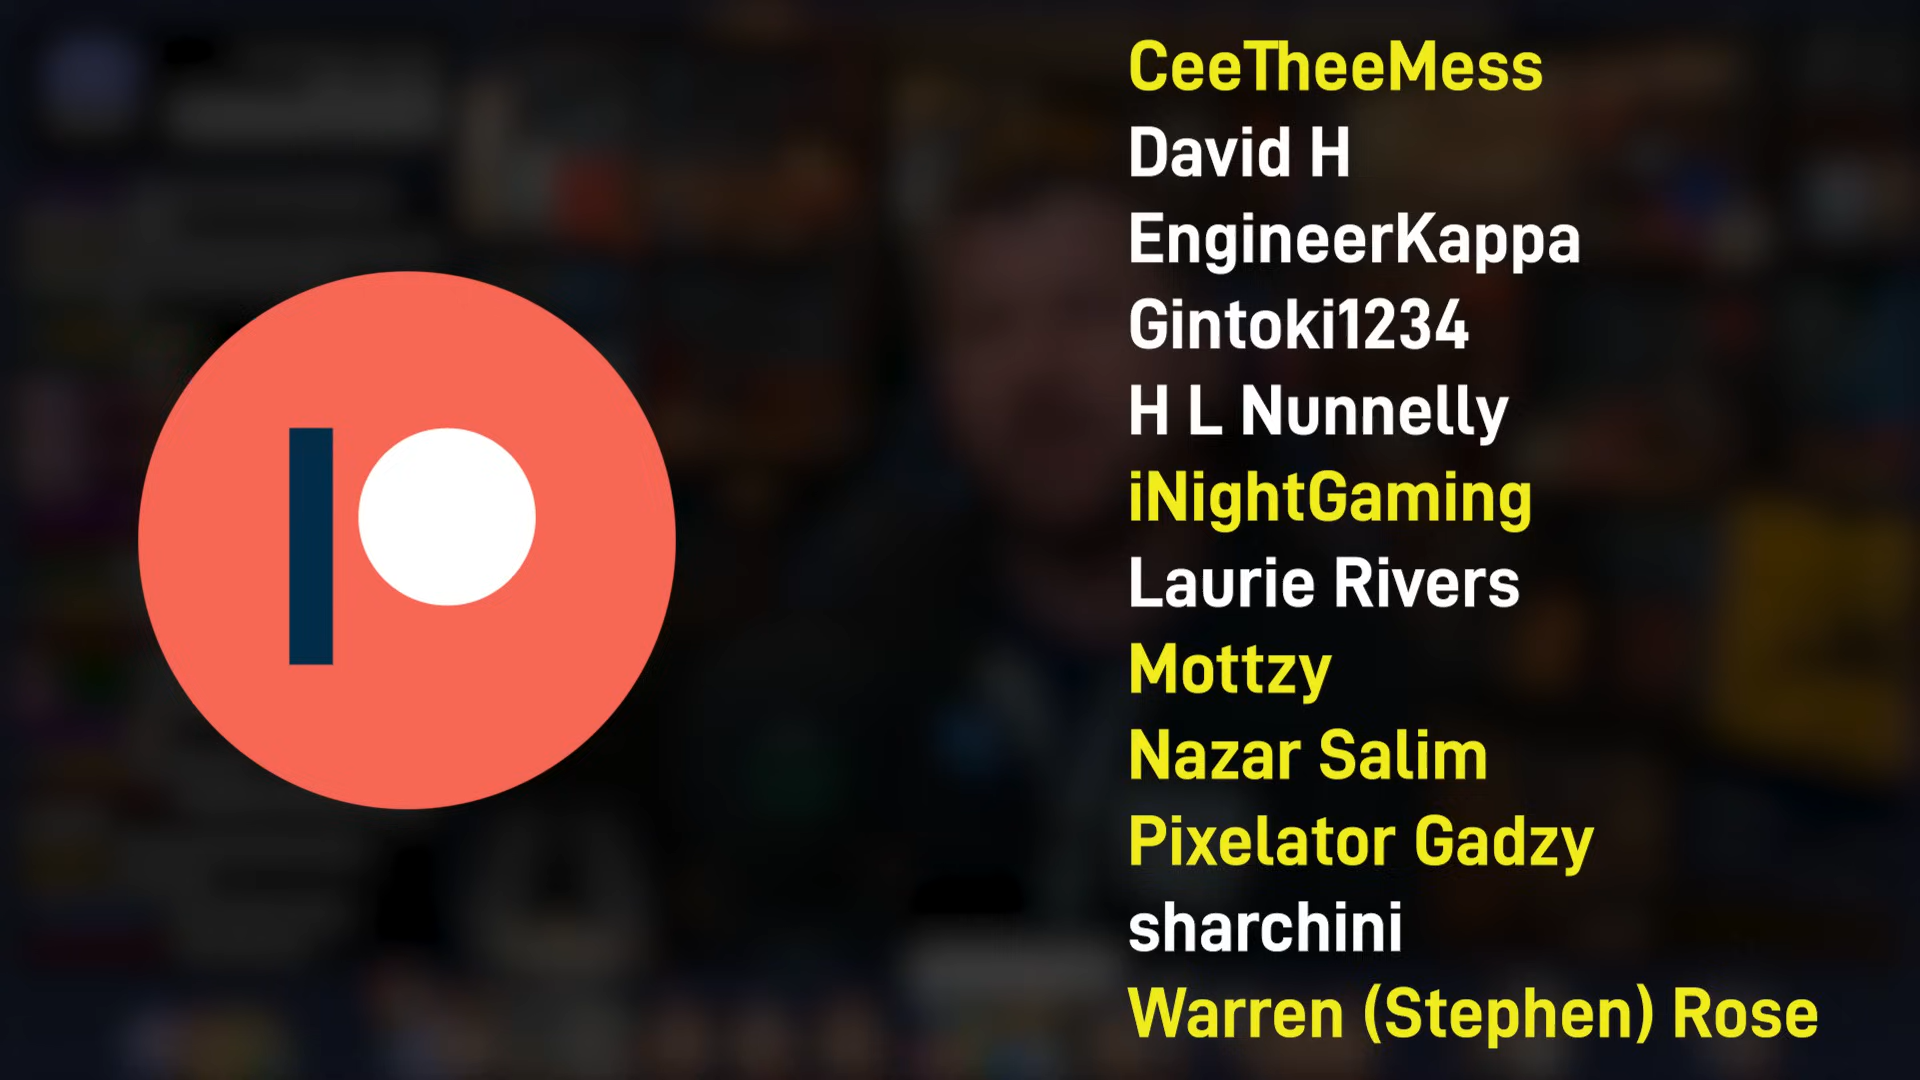 CeeTheeMess
David H
EngineerKappa
Gintoki1234
H L Nunnelly
iNightGaming
Laurie Rivers
Mottzy
Nazar Salim
Pixelator Gadzy
sharchini
Warren (Stephen) Rose